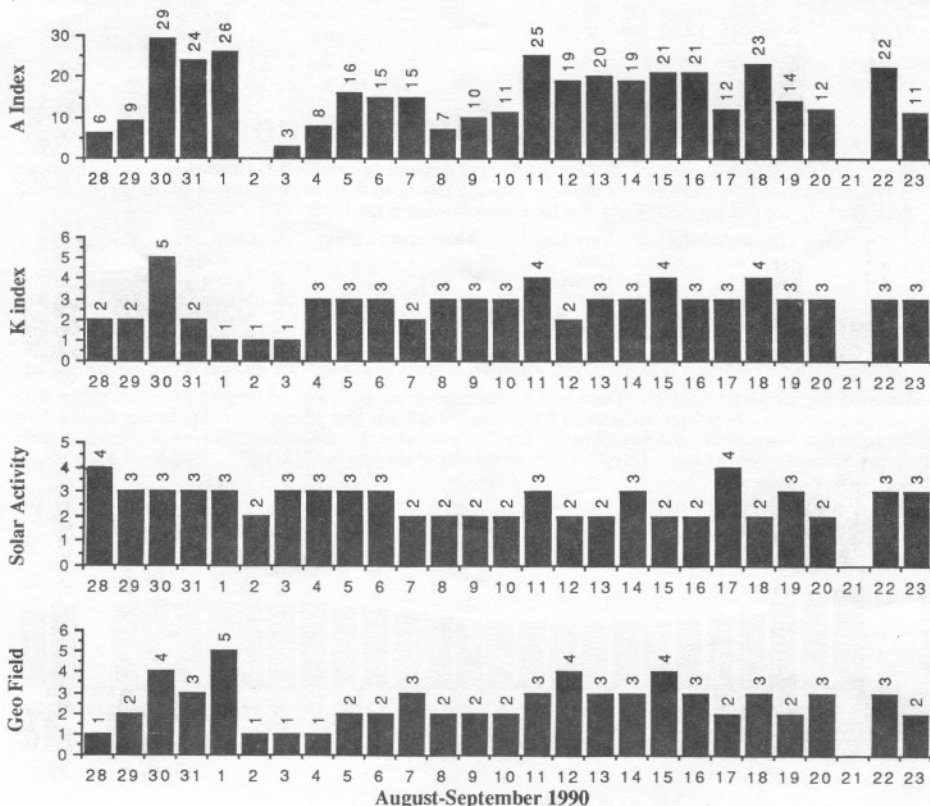 A Index
30
20
10
0
6 9 29 24 26 3 8 16 15 15 7 10 11 25 19 20 19 21 21 12 23 14 12 22 11
28 29 30 31 1 2 3 4 5 6 7 8 9 10 11 12 13 14 15 16 17 18 19 20 21 22 23
K index
6
5
4
3
2
1
0
2 2 5 2 1 1 1 3 3 3 2 3 3 3 4 2 3 3 4 3 3 4 3 3 3 3
28 29 30 31 1 2 3 4 5 6 7 8 9 10 11 12 13 14 15 16 17 18 19 20 21 22 23
Solar Activity
5
4
3
2
1
0
4 3 3 3 3 2 3 3 3 3 2 2 2 2 3 2 2 3 2 2 4 2 3 2 3 3
28 29 30 31 1 2 3 4 5 6 7 8 9 10 11 12 13 14 15 16 17 18 19 20 21 22 23
Geo Field
6
5
4
3
2
1
0
1 2 4 3 5 1 1 1 2 2 3 2 2 2 3 4 3 3 4 3 2 3 2 3 3 2
28 29 30 31 1 2 3 4 5 6 7 8 9 10 11 12 13 14 15 16 17 18 19 20 21 22 23
August-September 1990